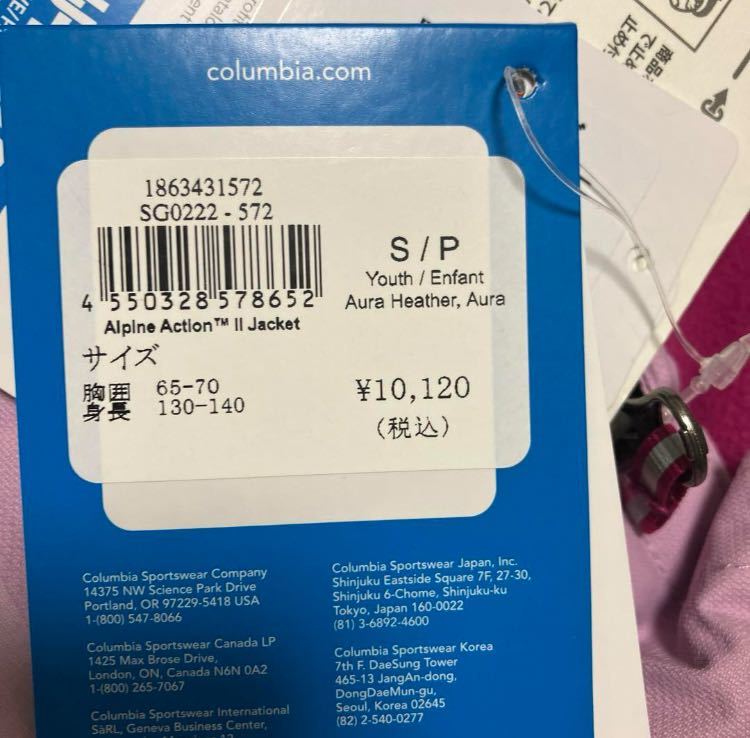 columbia.com
1863431572
SG0222 - 572
4 550328 578652
Alpine Action™ II Jacket
S / P
Youth / Enfant
Aura Heather, Aura
サイズ
胸囲 65-70
身長 130-140
¥10,120
(税込)
Columbia Sportswear Company
14375 NW Science Park Drive
Portland, OR 97229-5418 USA
1-(800) 547-8066
Columbia Sportswear Canada LP
1425 Max Brose Drive,
London, ON, Canada N6N 0A2
1-(800) 265-7067
Columbia Sportswear International
SàRL, Geneva Business Center,
Columbia Sportswear Japan, Inc.
Shinjuku Eastside Square 7F, 27-30,
Shinjuku 6-Chome, Shinjuku-ku
Tokyo, Japan 160-0022
(81) 3-6892-4600
Columbia Sportswear Korea
7th F. DaeSung Tower
465-13 JangAn-dong,
DongDaeMun-gu,
Seoul, Korea 02645
(82) 2-540-0277